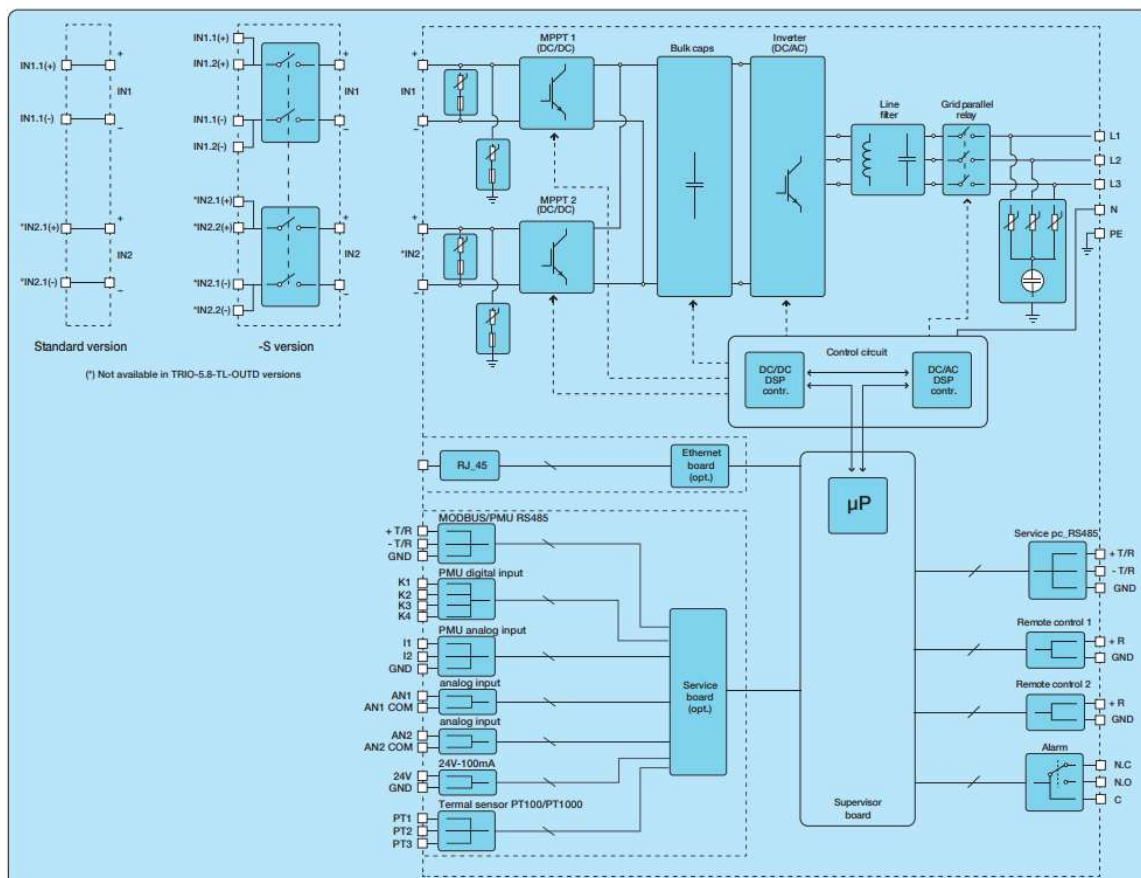 IN1.1(+)
IN1.1(-)
+
IN1
−
*IN2.1(+)
*IN2.1(-)
+
IN2
−
Standard version
IN1.1(+)
IN1.2(+)
IN1.1(-)
IN1.2(-)
+
IN1
−
*IN2.1(+)
*IN2.2(+)
*IN2.1(-)
*IN2.2(-)
+
IN2
−
-S version
(*) Not available in TRIO-5.8-TL-OUTD versions
+
IN1
−
+
*IN2
−
MPPT 1
(DC/DC)
MPPT 2
(DC/DC)
Bulk caps
Inverter
(DC/AC)
Line
filter
Grid parallel
relay
L1
L2
L3
N
PE
Control circuit
DC/DC
DSP
contr.
DC/AC
DSP
contr.
RJ_45
Ethernet
board
(opt.)
µP
MODBUS/PMU RS485
+ T/R
- T/R
GND
PMU digital input
K1
K2
K3
K4
PMU analog input
I1
I2
GND
analog input
AN1
AN1 COM
analog input
AN2
AN2 COM
24V-100mA
24V
GND
Termal sensor PT100/PT1000
PT1
PT2
PT3
Service
board
(opt.)
Supervisor
board
Service pc_RS485
+ T/R
- T/R
GND
Remote control 1
+ R
GND
Remote control 2
+ R
GND
Alarm
N.C
N.O
C